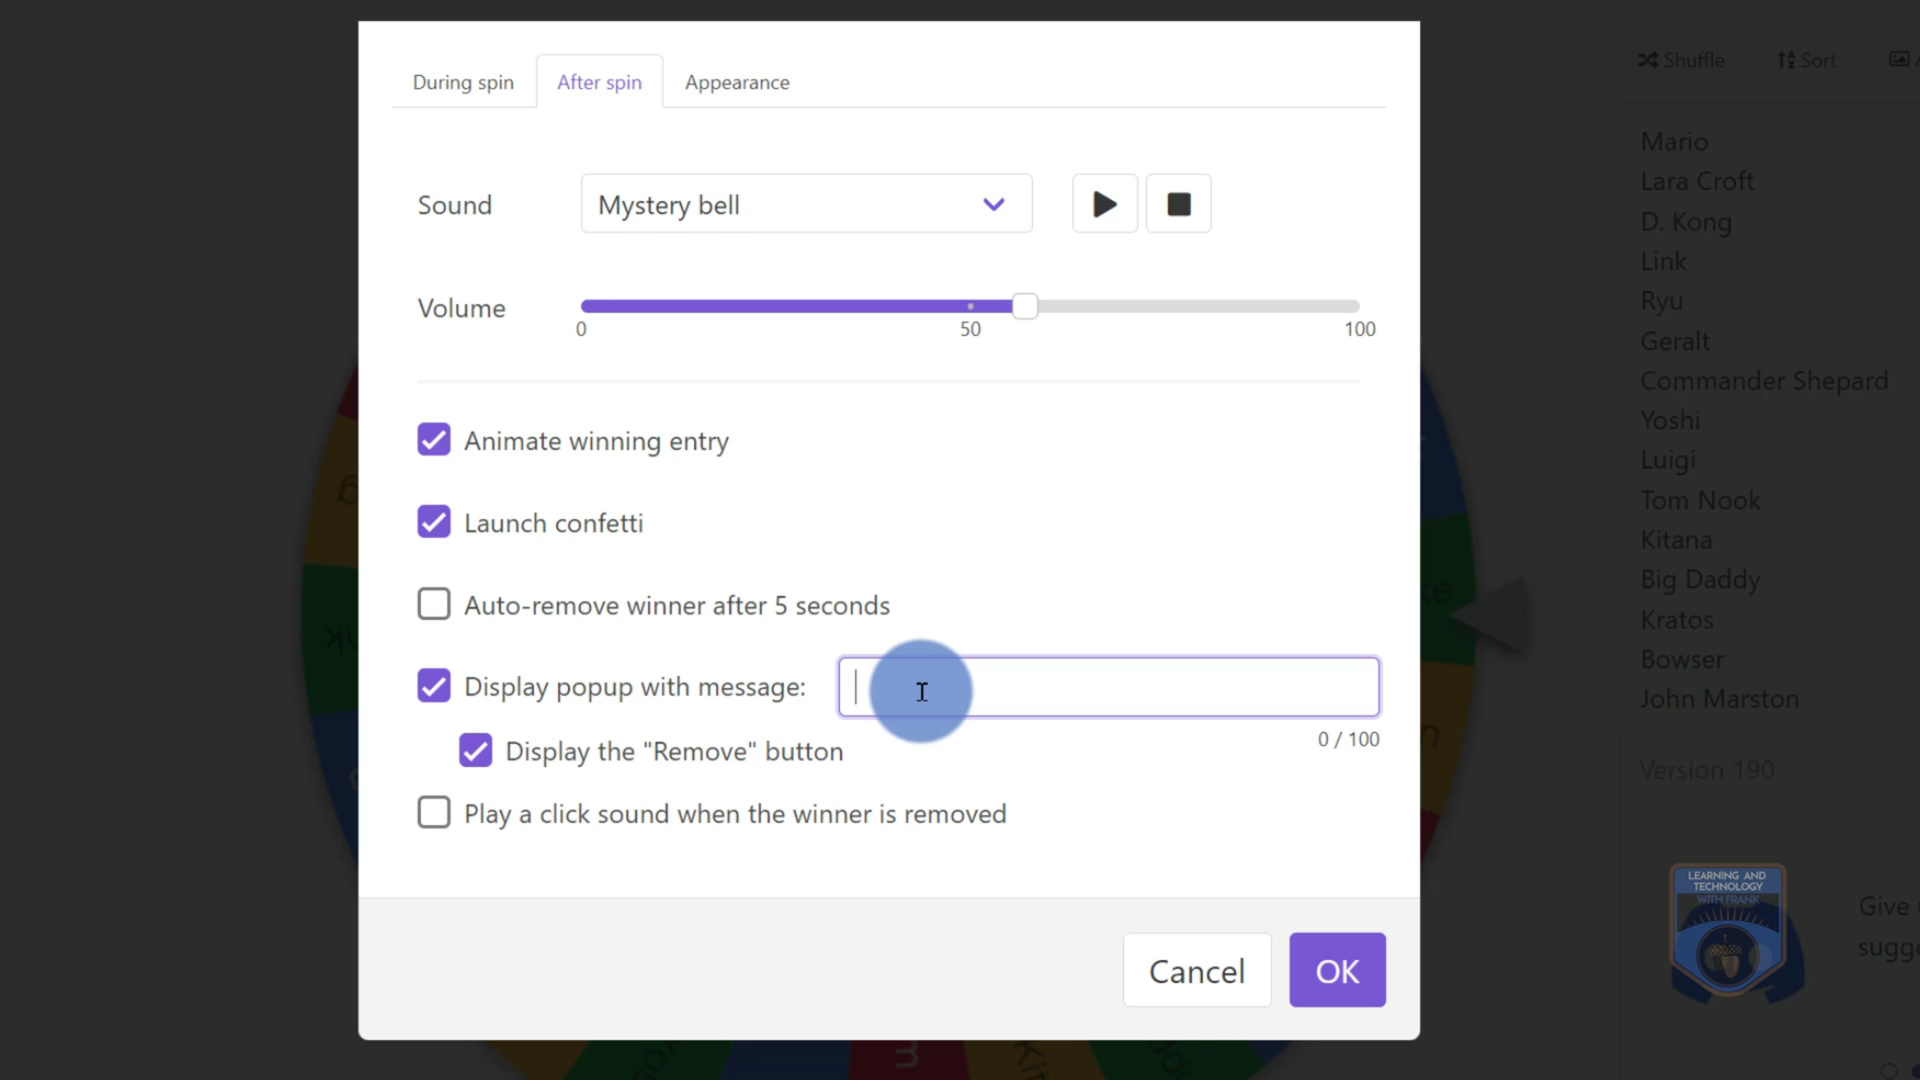 During spin
After spin
Appearance
Sound
Mystery bell
Volume
0
50
100
Animate winning entry
Launch confetti
Auto-remove winner after 5 seconds
Display popup with message:
0 / 100
Display the "Remove" button
Play a click sound when the winner is removed
Cancel
OK
Shuffle
Sort
Mario
Lara Croft
D. Kong
Link
Ryu
Geralt
Commander Shepard
Yoshi
Luigi
Tom Nook
Kitana
Big Daddy
Kratos
Bowser
John Marston
Version 190
LEARNING AND
TECHNOLOGY
WITH FRANK
Give
sugge